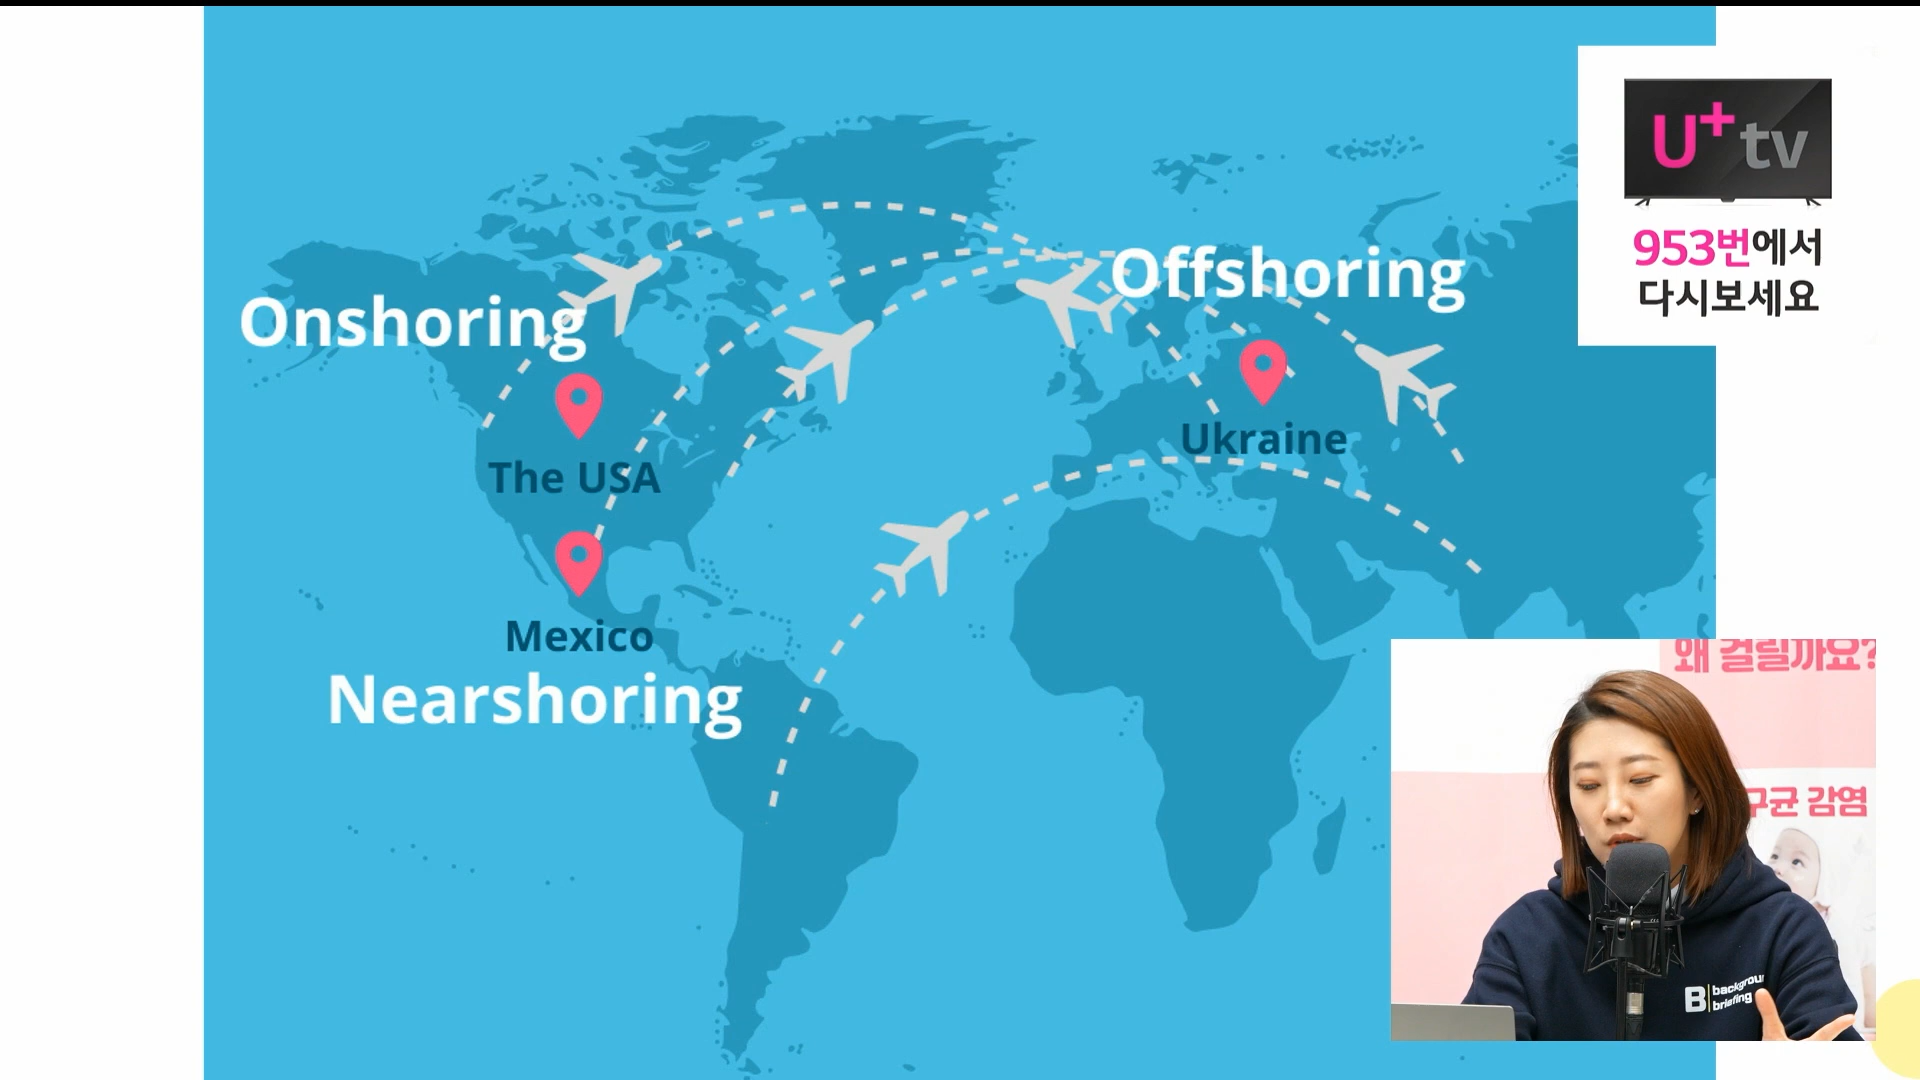 Onshoring
Offshoring
The USA
Ukraine
Mexico
Nearshoring
U+tv
953번에서
다시보세요
왜 걸릴까요?
구균 감염
B
briefing